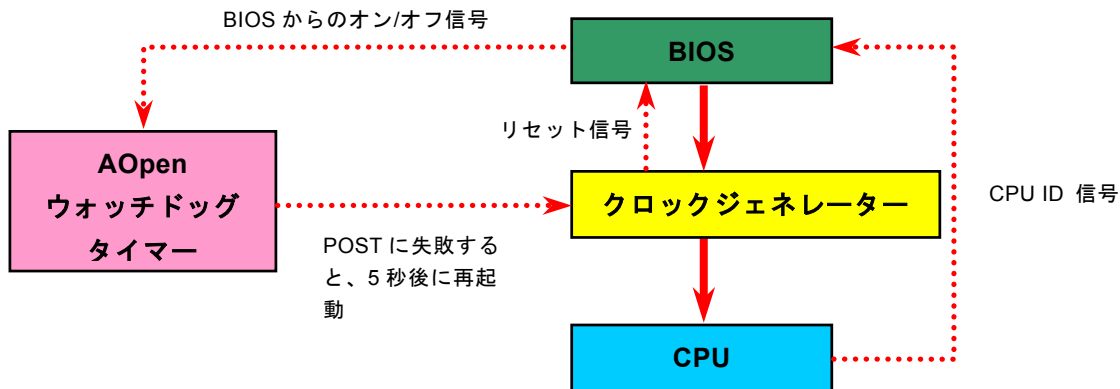 BIOS からのオン/オフ信号
BIOS
リセット信号
AOpen
ウォッチドッグ
タイマー
クロックジェネレーター
CPU ID 信号
POST に失敗する
と、5 秒後に再起
動
CPU